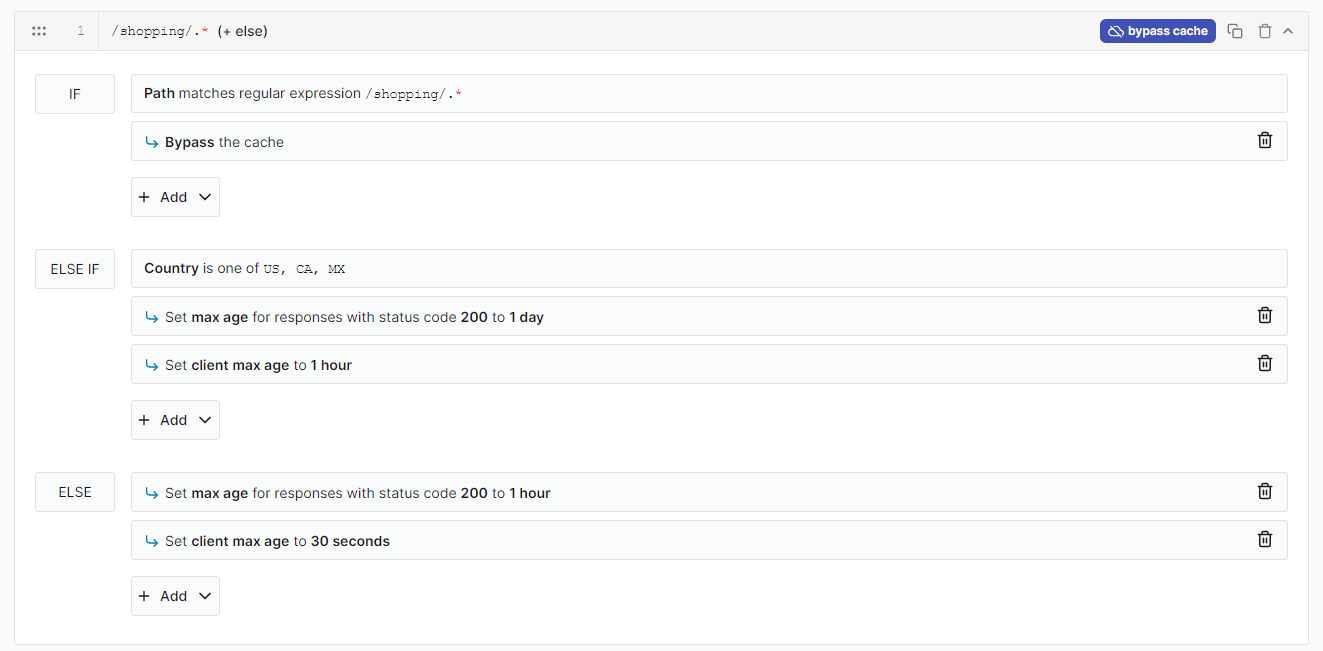 1 /shopping/.* (+ else) bypass cache
IF Path matches regular expression /shopping/.*
Bypass the cache
+ Add
ELSE IF Country is one of US, CA, MX
Set max age for responses with status code 200 to 1 day
Set client max age to 1 hour
+ Add
ELSE Set max age for responses with status code 200 to 1 hour
Set client max age to 30 seconds
+ Add